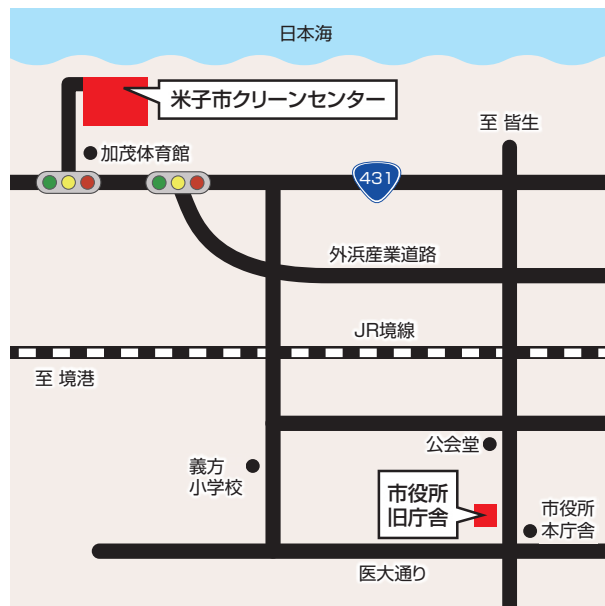 日本海
米子市クリーンセンター
至 皆生
加茂体育館
431
外浜産業道路
JR境線
至 境港
公会堂
義方
小学校
市役所
旧庁舎
市役所
本庁舎
医大通り